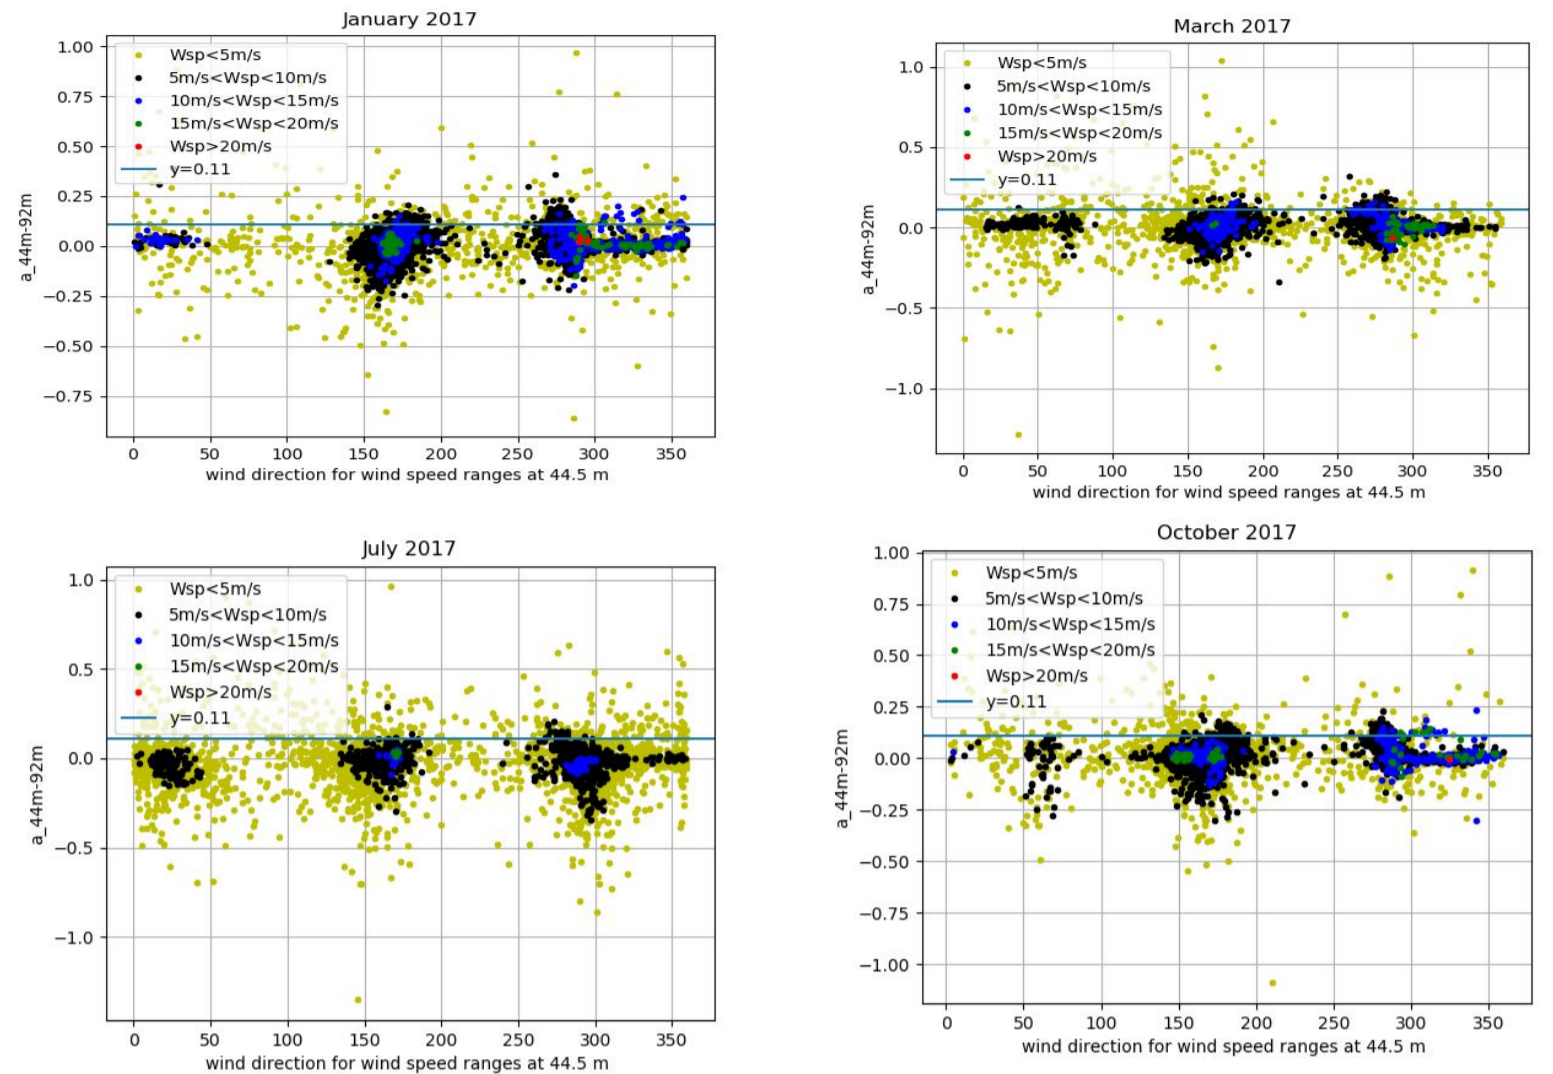 January 2017
1.00
0.75
0.50
0.25
0.00
−0.25
−0.50
−0.75
a_44m-92m
Wsp<5m/s
5m/s<Wsp<10m/s
10m/s<Wsp<15m/s
15m/s<Wsp<20m/s
Wsp>20m/s
y=0.11
0 50 100 150 200 250 300 350
wind direction for wind speed ranges at 44.5 m
March 2017
1.0
0.5
0.0
−0.5
−1.0
a_44m-92m
Wsp<5m/s
5m/s<Wsp<10m/s
10m/s<Wsp<15m/s
15m/s<Wsp<20m/s
Wsp>20m/s
y=0.11
0 50 100 150 200 250 300 350
wind direction for wind speed ranges at 44.5 m
July 2017
1.0
0.5
0.0
−0.5
−1.0
a_44m-92m
Wsp<5m/s
5m/s<Wsp<10m/s
10m/s<Wsp<15m/s
15m/s<Wsp<20m/s
Wsp>20m/s
y=0.11
0 50 100 150 200 250 300 350
wind direction for wind speed ranges at 44.5 m
October 2017
1.00
0.75
0.50
0.25
0.00
−0.25
−0.50
−0.75
−1.00
a_44m-92m
Wsp<5m/s
5m/s<Wsp<10m/s
10m/s<Wsp<15m/s
15m/s<Wsp<20m/s
Wsp>20m/s
y=0.11
0 50 100 150 200 250 300 350
wind direction for wind speed ranges at 44.5 m